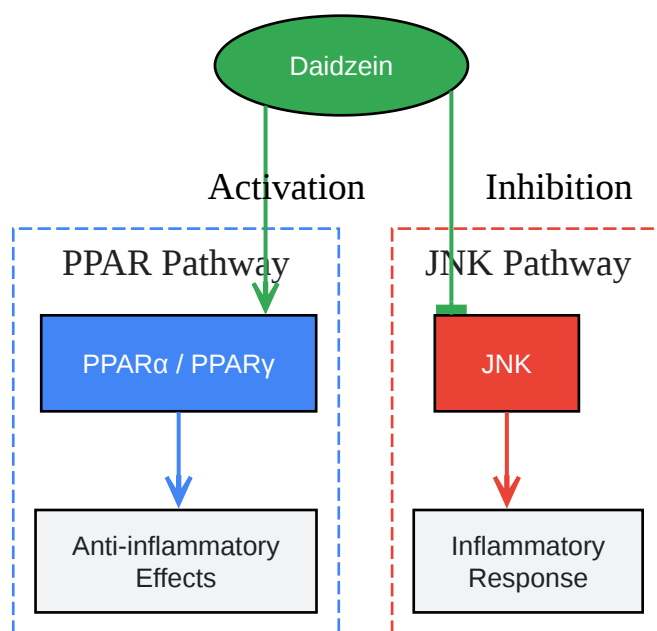 Daidzein
Activation
Inhibition
PPAR Pathway
JNK Pathway
PPARα / PPARγ
JNK
Anti-inflammatory
Effects
Inflammatory
Response